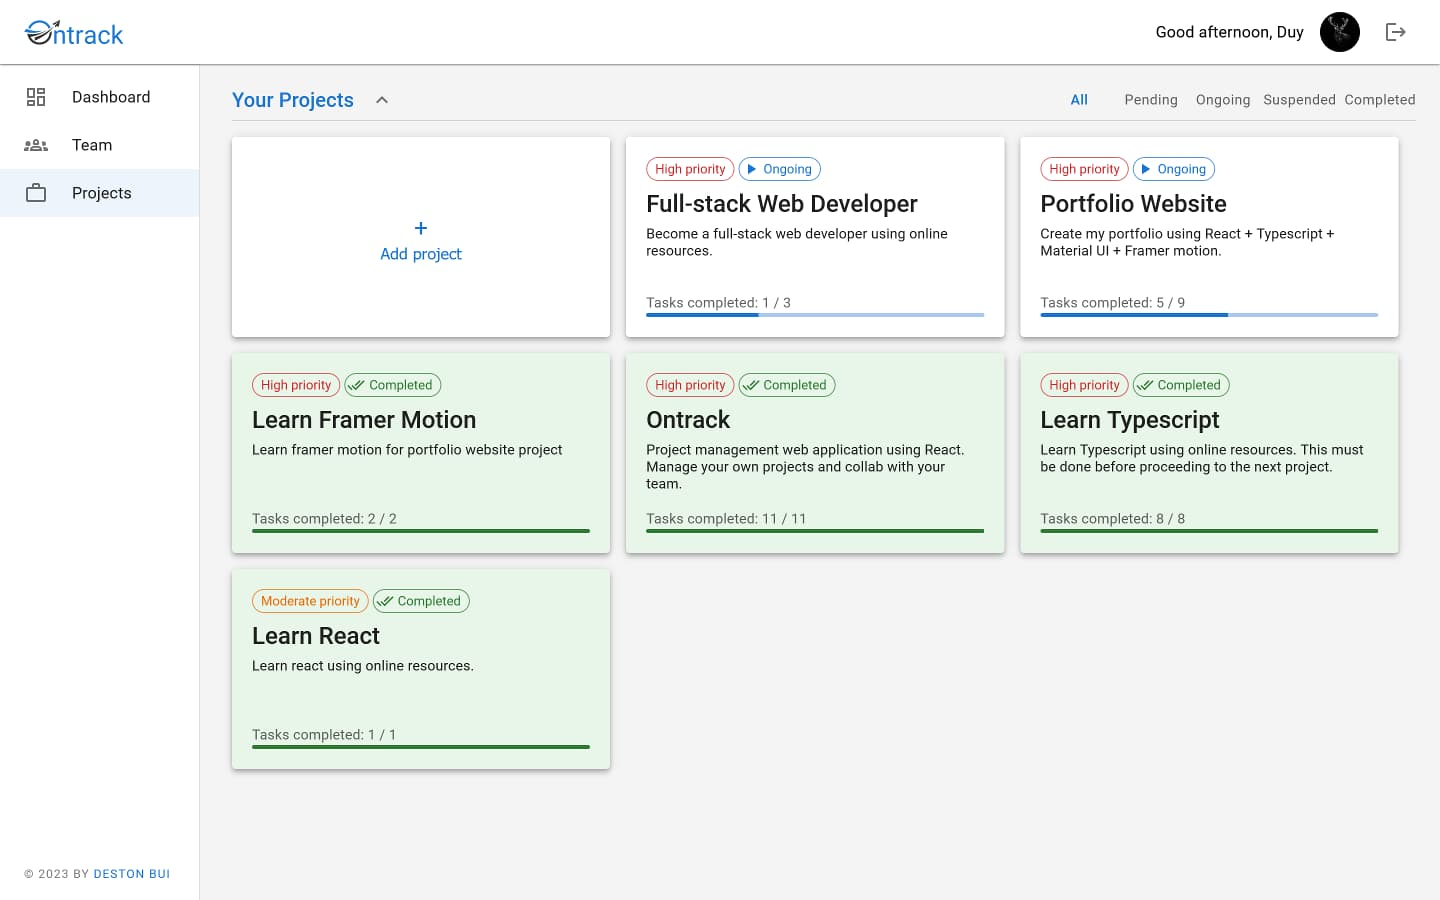 Ontrack
Good afternoon, Duy
Dashboard
Team
Projects
Your Projects
All
Pending
Ongoing
Suspended
Completed
+
Add project
High priority
Ongoing
Full-stack Web Developer
Become a full-stack web developer using online
resources.
Tasks completed: 1 / 3
High priority
Ongoing
Portfolio Website
Create my portfolio using React + Typescript +
Material UI + Framer motion.
Tasks completed: 5 / 9
High priority
Completed
Learn Framer Motion
Learn framer motion for portfolio website project
Tasks completed: 2 / 2
High priority
Completed
Ontrack
Project management web application using React.
Manage your own projects and collab with your
team.
Tasks completed: 11 / 11
High priority
Completed
Learn Typescript
Learn Typescript using online resources. This must
be done before proceeding to the next project.
Tasks completed: 8 / 8
Moderate priority
Completed
Learn React
Learn react using online resources.
Tasks completed: 1 / 1
© 2023 BY DESTON BUI